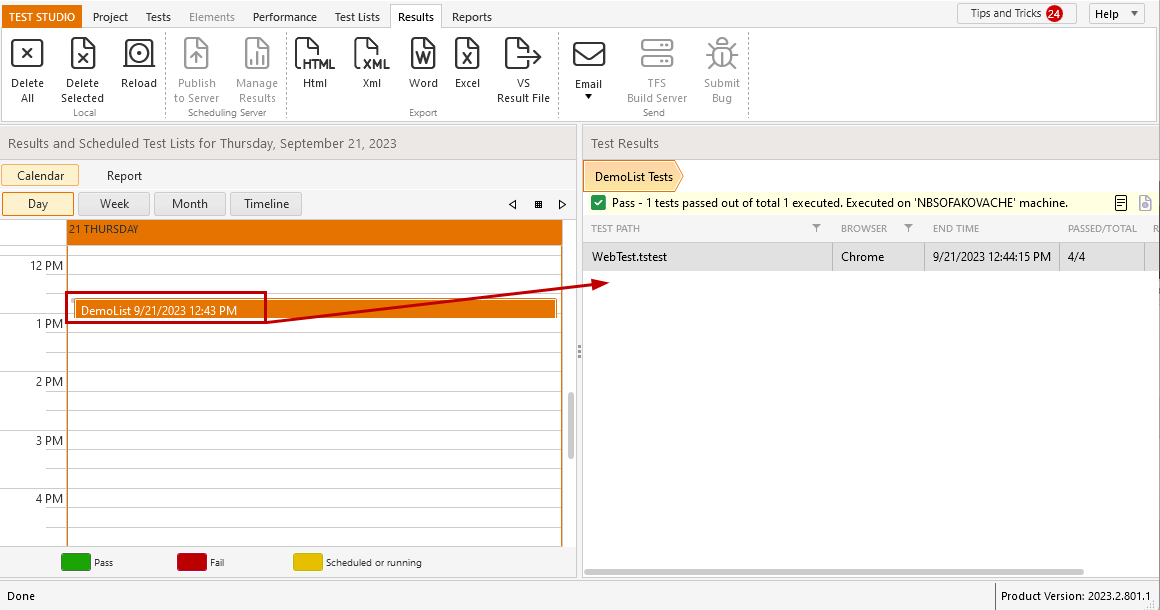 TEST STUDIO Project Tests Elements Performance Test Lists Results Reports Tips and Tricks 24 Help
HTML XML W X
Delete All
Delete Selected
Reload
Publish to Server
Manage Results
Html
Xml
Word
Excel
VS Result File
Email
TFS Build Server
Submit Bug
Local
Scheduling Server
Export
Send
Results and Scheduled Test Lists for Thursday, September 21, 2023
Calendar Report
Day Week Month Timeline
21 THURSDAY
12 PM
DemoList 9/21/2023 12:43 PM
1 PM
2 PM
3 PM
4 PM
Pass Fail Scheduled or running
Test Results
DemoList Tests
Pass - 1 tests passed out of total 1 executed. Executed on 'NBSOFAKOVACHE' machine.
TEST PATH BROWSER END TIME PASSED/TOTAL R
WebTest.tstest Chrome 9/21/2023 12:44:15 PM 4/4
Done
Product Version: 2023.2.801.1